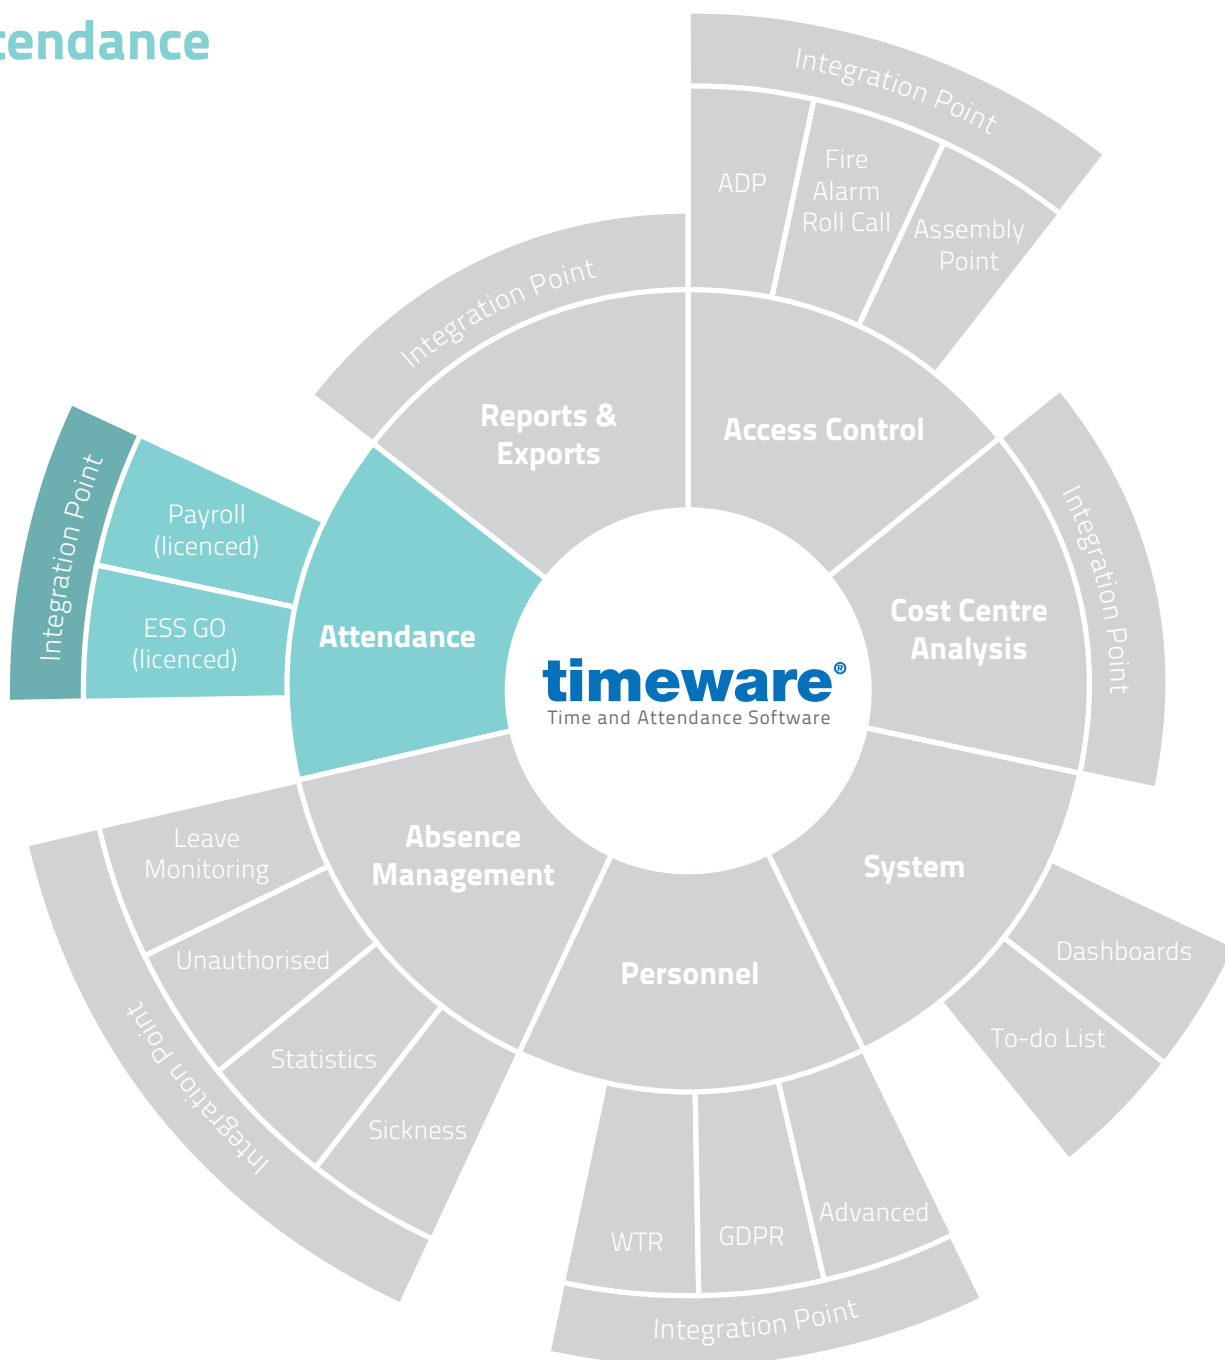 tendance
Integration Point
ADP
Fire
Alarm
Roll Call
Assembly
Point
Integration Point
Reports &
Exports
Access Control
Integration Point
Payroll
(licenced)
ESS GO
(licenced)
Attendance
Cost Centre
Analysis
Integration Point
timeware®
Time and Attendance Software
Absence
Management
Leave
Monitoring
Unauthorised
Statistics
Sickness
Integration Point
System
Dashboards
To-do List
Personnel
WTR
GDPR
Advanced
Integration Point